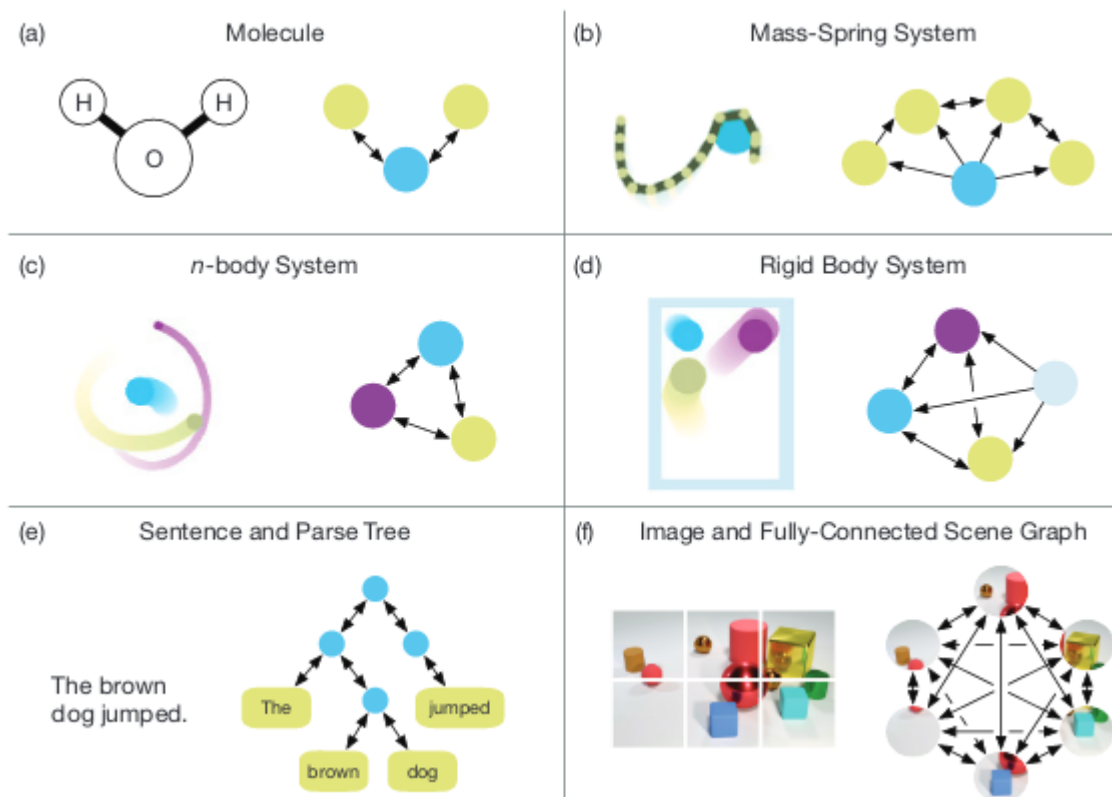 (a) Molecule
H H
O
(b) Mass-Spring System
(c) n-body System
(d) Rigid Body System
(e) Sentence and Parse Tree
The brown
dog jumped.
The jumped
brown dog
(f) Image and Fully-Connected Scene Graph